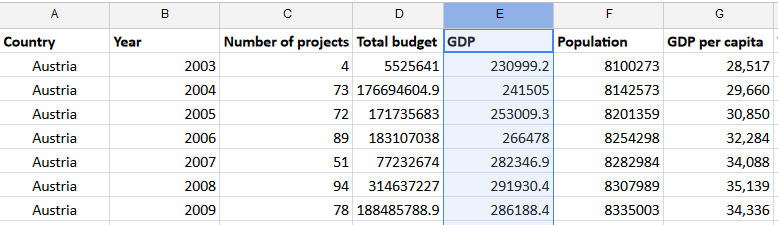 A B C D E F G
Country Year Number of projects Total budget GDP Population GDP per capita
Austria 2003 4 5525641 230999.2 8100273 28,517
Austria 2004 73 176694604.9 241505 8142573 29,660
Austria 2005 72 171735683 253009.3 8201359 30,850
Austria 2006 89 183107038 266478 8254298 32,284
Austria 2007 51 77232674 282346.9 8282984 34,088
Austria 2008 94 314637227 291930.4 8307989 35,139
Austria 2009 78 188485788.9 286188.4 8335003 34,336